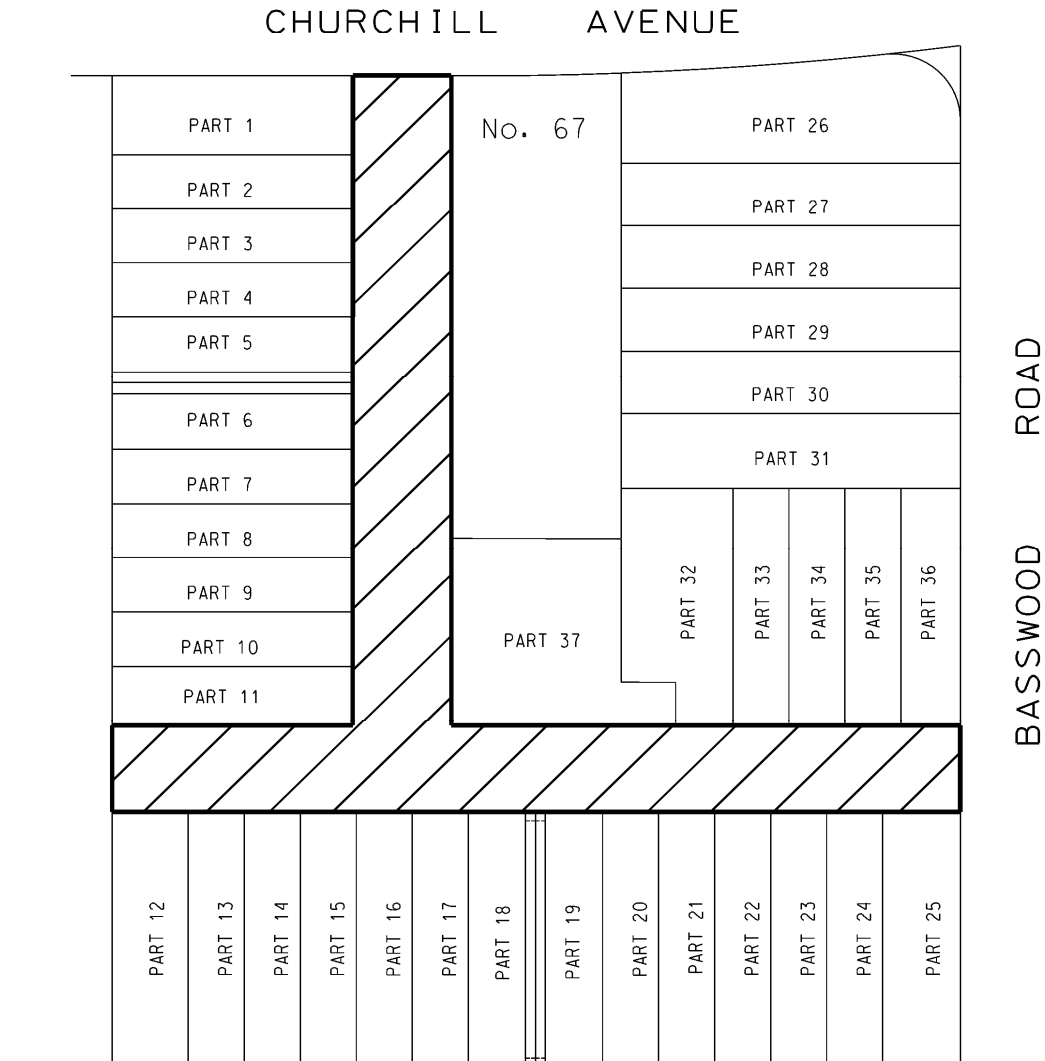 CHURCHILL AVENUE
PART 1
No. 67
PART 26
PART 2
PART 27
PART 3
PART 28
PART 4
PART 29
PART 5
PART 30
PART 6
PART 31
PART 7
PART 8
PART 9
PART 10
PART 11
PART 37
PART 32
PART 33
PART 34
PART 35
PART 36
BASSWOOD ROAD
PART 12
PART 13
PART 14
PART 15
PART 16
PART 17
PART 18
PART 19
PART 20
PART 21
PART 22
PART 23
PART 24
PART 25